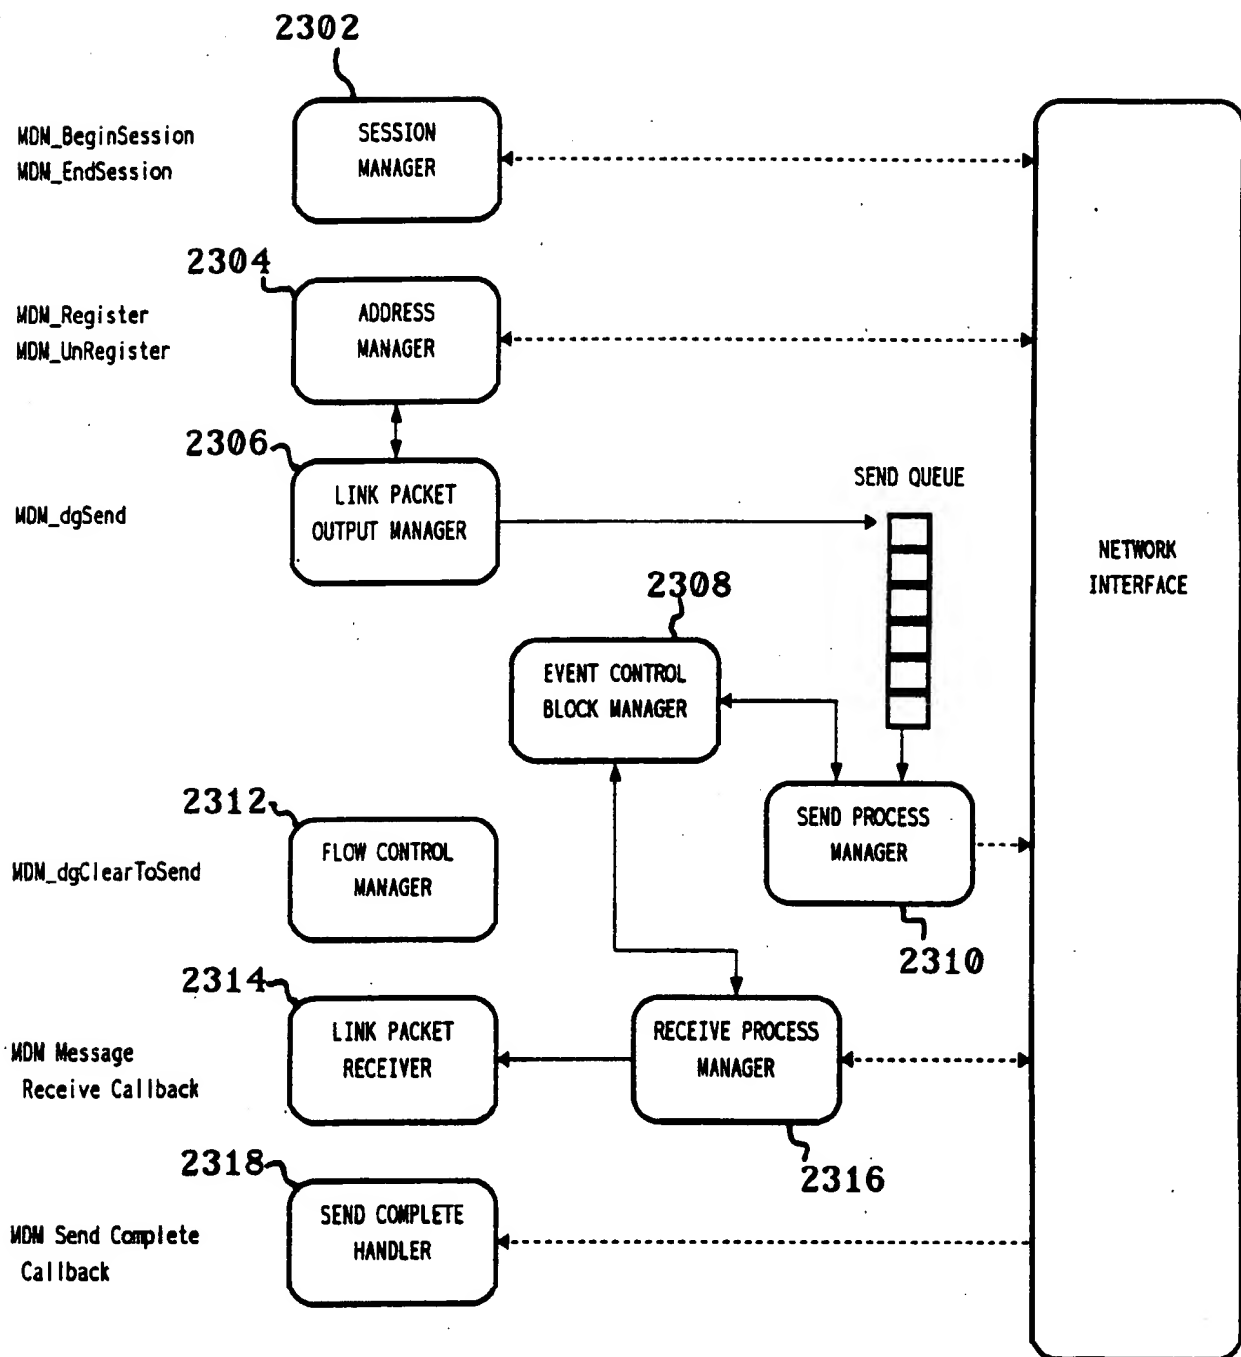 2302
MDM_BeginSession
MDM_EndSession
SESSION
MANAGER
2304
MDM_Register
MDM_UnRegister
ADDRESS
MANAGER
2306
MDM_dgSend
LINK PACKET
OUTPUT MANAGER
SEND QUEUE
NETWORK
INTERFACE
2308
EVENT CONTROL
BLOCK MANAGER
2312
MDM_dgClearToSend
FLOW CONTROL
MANAGER
SEND PROCESS
MANAGER
2310
2314
MDM Message
Receive Callback
LINK PACKET
RECEIVER
RECEIVE PROCESS
MANAGER
2316
2318
MDM Send Complete
Callback
SEND COMPLETE
HANDLER